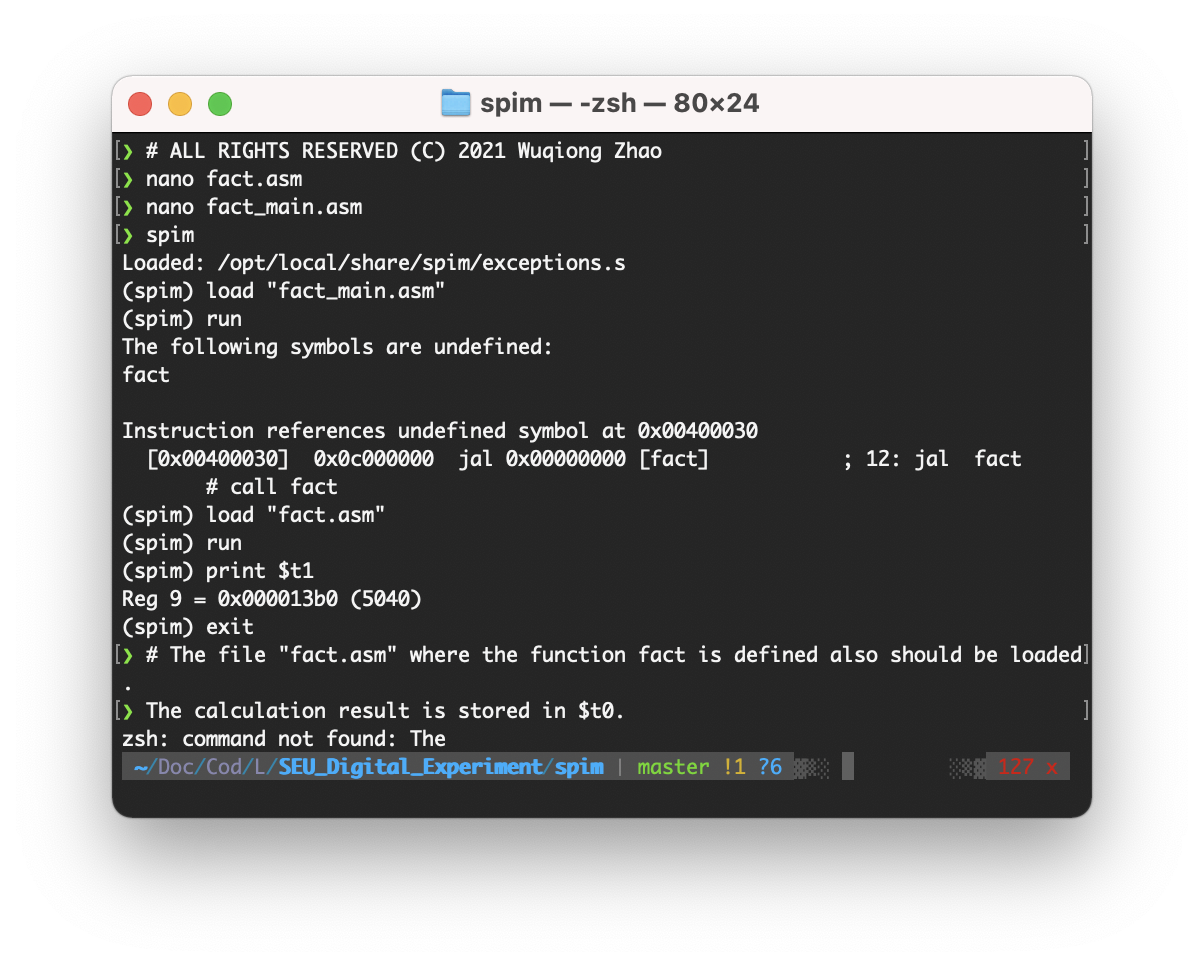 spim — -zsh — 80×24
[❯ # ALL RIGHTS RESERVED (C) 2021 Wuqiong Zhao ]
[❯ nano fact.asm ]
[❯ nano fact_main.asm ]
[❯ spim ]
Loaded: /opt/local/share/spim/exceptions.s
(spim) load "fact_main.asm"
(spim) run
The following symbols are undefined:
fact
Instruction references undefined symbol at 0x00400030
[0x00400030] 0x0c000000 jal 0x00000000 [fact] ; 12: jal fact
# call fact
(spim) load "fact.asm"
(spim) run
(spim) print $t1
Reg 9 = 0x000013b0 (5040)
(spim) exit
[❯ # The file "fact.asm" where the function fact is defined also should be loaded]
.
[❯ The calculation result is stored in $t0. ]
zsh: command not found: The
~/Doc/Cod/L/SEU_Digital_Experiment/spim | master !1 ?6 127 x